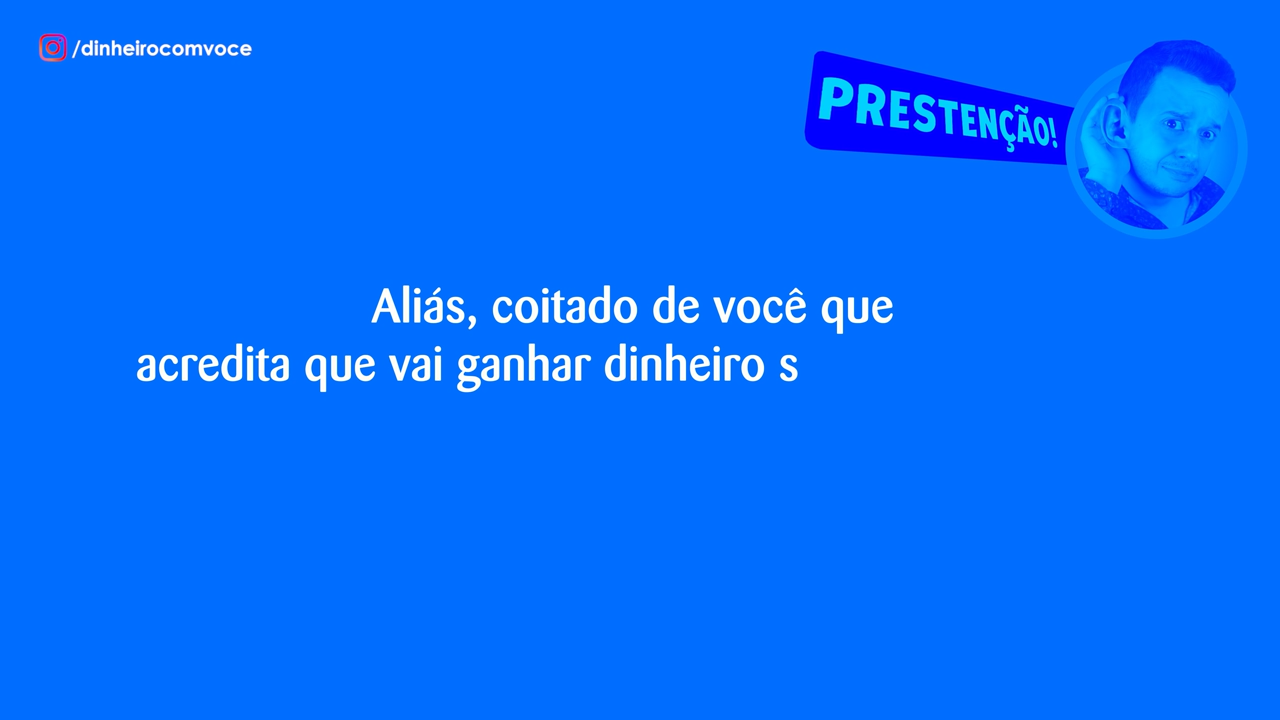 /dinheirocomvoce
PRESTENÇÃO!
Aliás, coitado de você que
acredita que vai ganhar dinheiro s